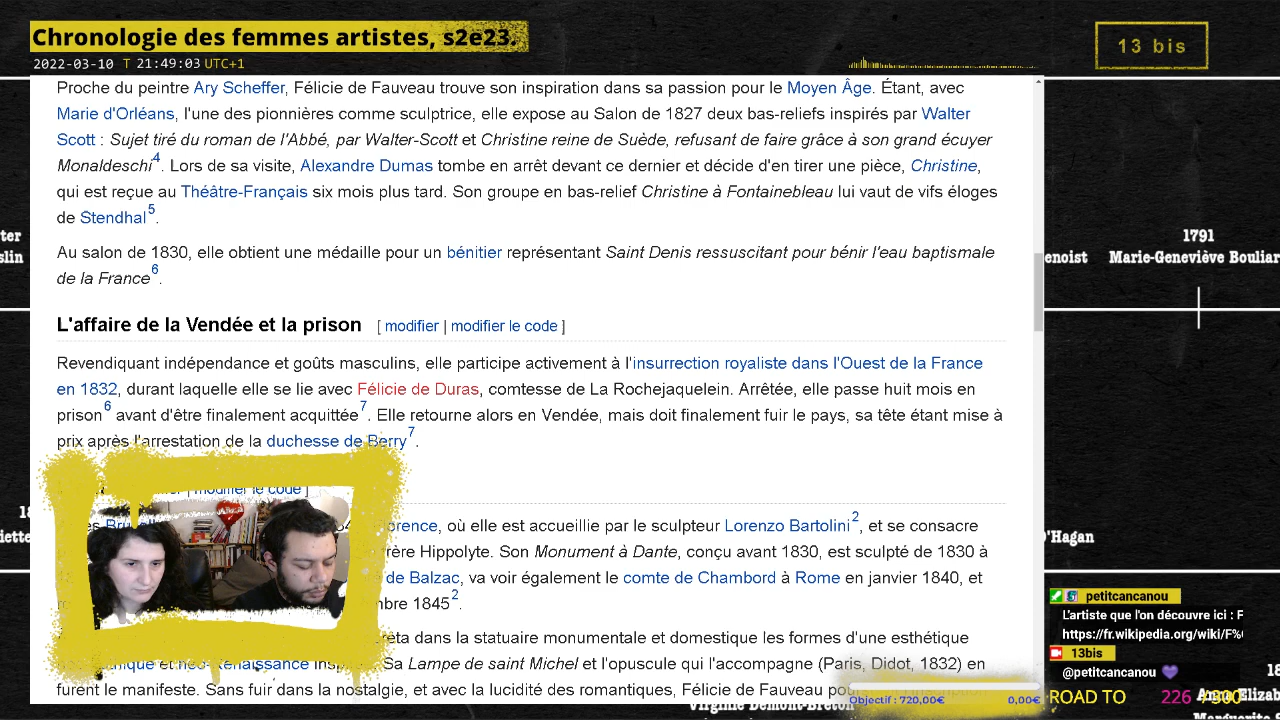 Chronologie des femmes artistes, s2e23.
2022-03-10 T 21:49:03 UTC+1
13 bis
Proche du peintre Ary Scheffer, Félicie de Fauveau trouve son inspiration dans sa passion pour le Moyen Âge. Étant, avec
Marie d'Orléans, l'une des pionnières comme sculptrice, elle expose au Salon de 1827 deux bas-reliefs inspirés par Walter
Scott : Sujet tiré du roman de l'Abbé, par Walter-Scott et Christine reine de Suède, refusant de faire grâce à son grand écuyer
Monaldeschi4. Lors de sa visite, Alexandre Dumas tombe en arrêt devant ce dernier et décide d'en tirer une pièce, Christine,
qui est reçue au Théâtre-Français six mois plus tard. Son groupe en bas-relief Christine à Fontainebleau lui vaut de vifs éloges
de Stendhal5.
Au salon de 1830, elle obtient une médaille pour un bénitier représentant Saint Denis ressuscitant pour bénir l'eau baptismale
de la France6.
L'affaire de la Vendée et la prison [ modifier | modifier le code ]
Revendiquant indépendance et goûts masculins, elle participe activement à l'insurrection royaliste dans l'Ouest de la France
en 1832, durant laquelle elle se lie avec Félicie de Duras, comtesse de La Rochejaquelein. Arrêtée, elle passe huit mois en
prison6 avant d'être finalement acquittée7. Elle retourne alors en Vendée, mais doit finalement fuir le pays, sa tête étant mise à
prix après l'arrestation de la duchesse de Berry7.
modifier le code ]
où elle est accueillie par le sculpteur Lorenzo Bartolini2, et se consacre
frère Hippolyte. Son Monument à Dante, conçu avant 1830, est sculpté de 1830 à
de Balzac, va voir également le comte de Chambord à Rome en janvier 1840, et
mbre 18452.
dans la statuaire monumentale et domestique les formes d'une esthétique
et néo-Renaissance Sa Lampe de saint Michel et l'opuscule qui l'accompagne (Paris, Didot, 1832) en
furent le manifeste. Sans fuir dans la nostalgie, et avec la lucidité des romantiques, Félicie de Fauveau
ter
slin
enoist
1791
Marie-Geneviève Bouliar
O'Hagan
petitcancanou
L'artiste que l'on découvre ici : F
https://fr.wikipedia.org/wiki/F%
13bis
@petitcancanou 💜
Objectif : 720,00€ 0,00€
ROAD TO 226 /300